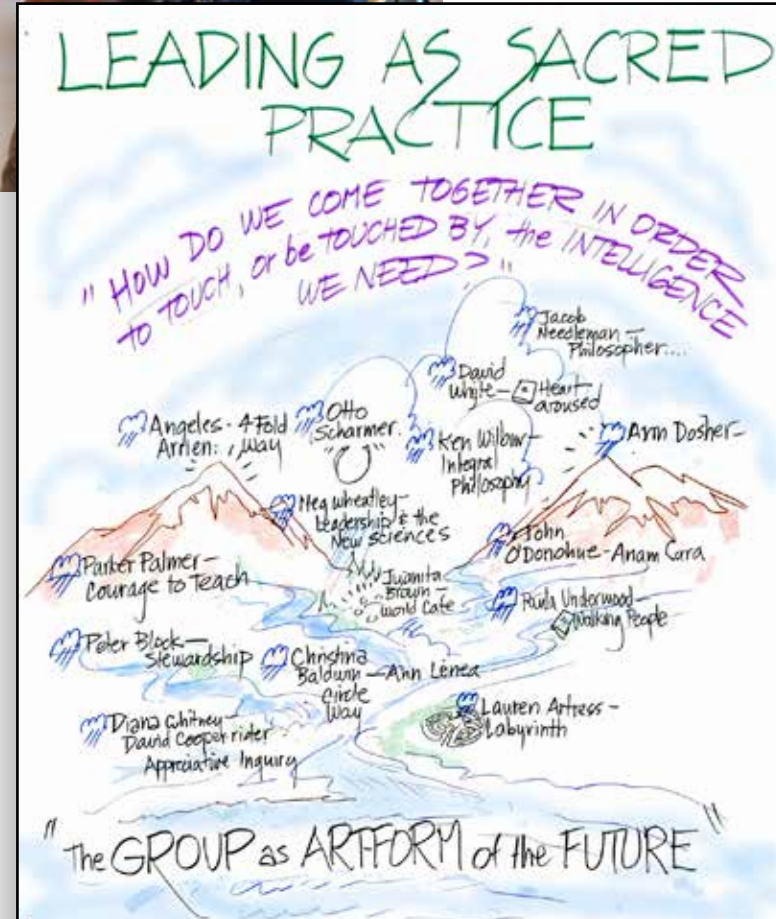 LEADING AS SACRED
PRACTICE
"HOW DO WE COME TOGETHER IN ORDER
TO TOUCH, or be TOUCHED BY, the INTELLIGENCE
WE NEED?"
Jacob
Needleman —
Philosopher....
David
Whyte —
Heart
aroused
Angeles - 4 Fold
Arrien: Way
Otto
Scharmer.
"U"
Ken Wilbur —
Integral
Philosophy
Ann Dosher —
Meg Wheatley —
Leadership & the
New Sciences
John
O'Donohue - Anam Cara
Parker Palmer —
Courage to Teach
Juanita
Brown —
World Cafe
Paula Underwood —
Walking People
Peter Block —
Stewardship
Christina
Baldwin — Ann Linea
Circle
Way
Lauren Artress —
Labyrinth
Diana Whitney —
David Cooperrider
Appreciative Inquiry
"The GROUP as ARTFORM of the FUTURE"